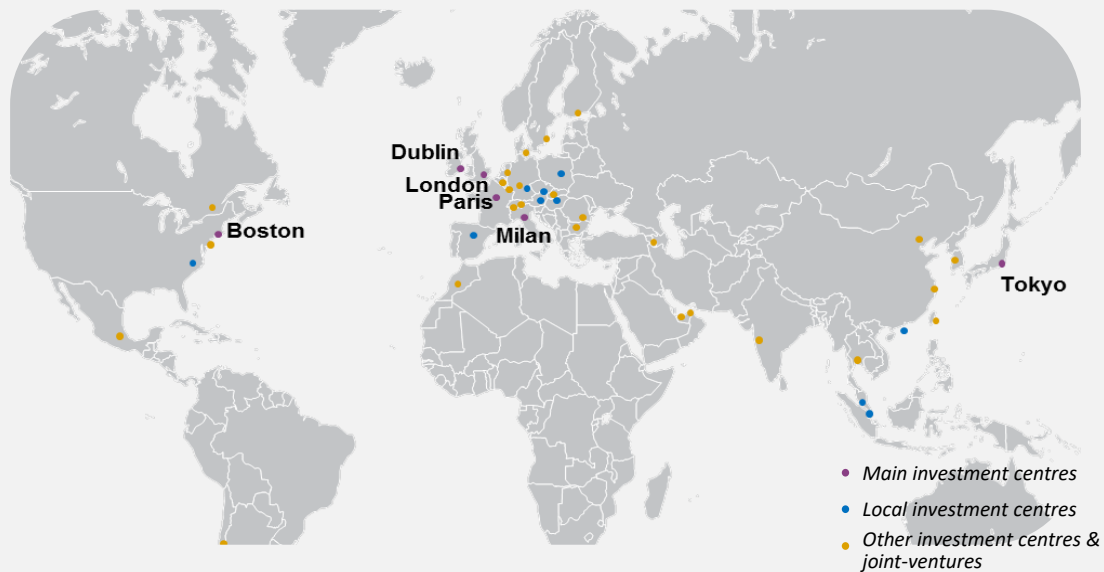 Dublin
London
Paris
Milan
Boston
Tokyo
Main investment centres
Local investment centres
Other investment centres &
joint-ventures